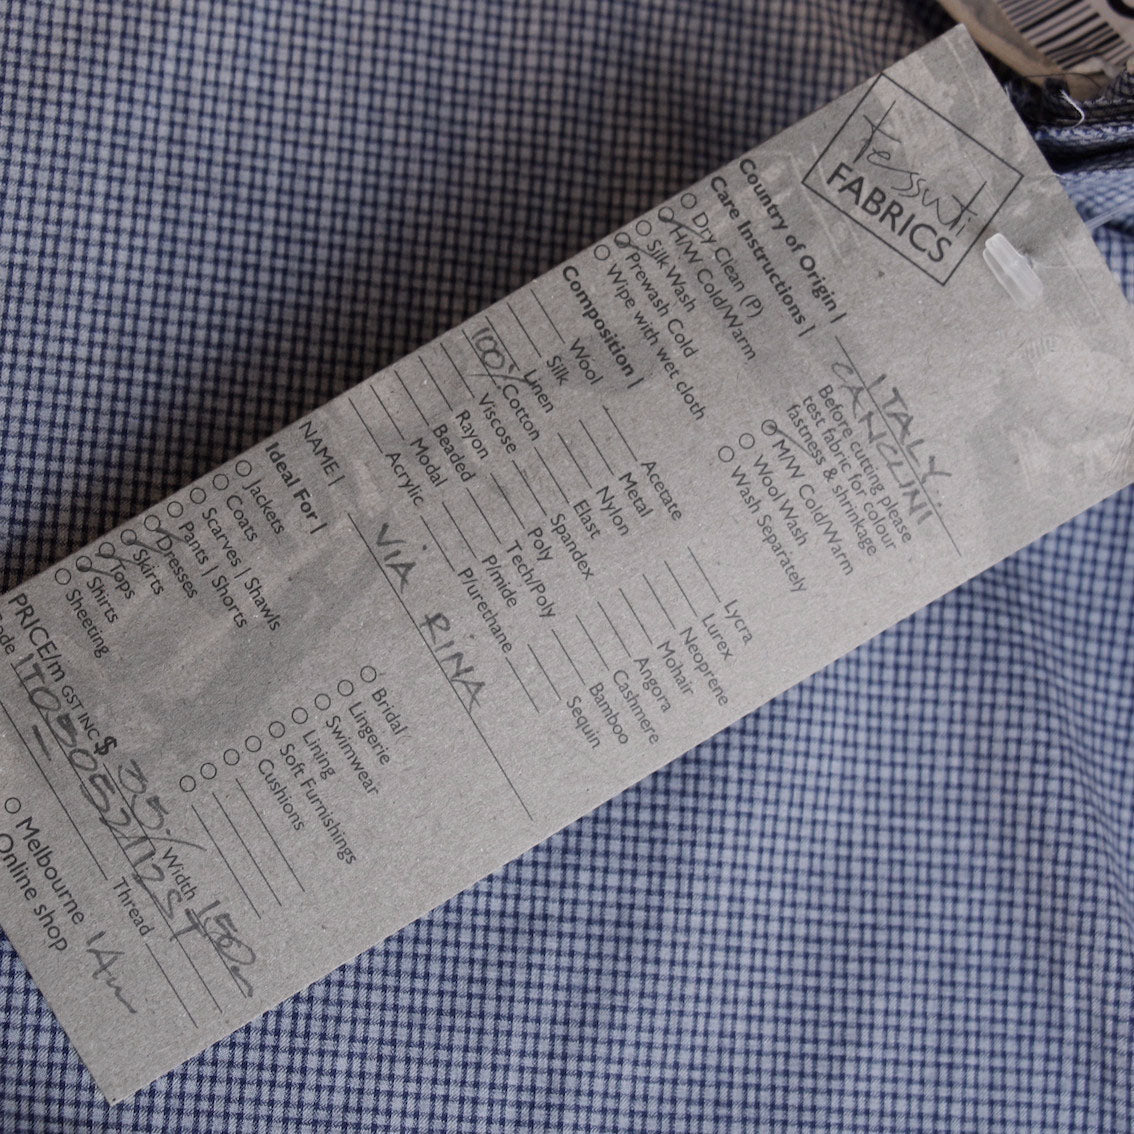 tessuti
FABRICS
Country of Origin | ITALY
CANCLINI
Care Instructions |
Before cutting please
test fabric for colour
fastness & shrinkage
Dry Clean (P)
H/W Cold/Warm
M/W Cold/Warm
Silk Wash
Wool Wash
Prewash Cold
Wash Separately
Wipe with wet cloth
Composition |
Wool
Acetate
Lycra
Silk
Metal
Lurex
Linen
Nylon
Neoprene
100% Cotton
Elast
Mohair
Viscose
Spandex
Angora
Rayon
Poly
Cashmere
Beaded
Tech/Poly
Bamboo
Modal
P/mide
Sequin
Acrylic
P/urethane
NAME | VIA RINA
Ideal For |
Jackets
Bridal
Coats
Lingerie
Scarves | Shawls
Swimwear
Pants | Shorts
Lining
Dresses
Soft Furnishings
Skirts
Cushions
Tops
Shirts
Sheeting
PRICE/m GST INC $ 35 Width 150
Thread
Melbourne
Online shop